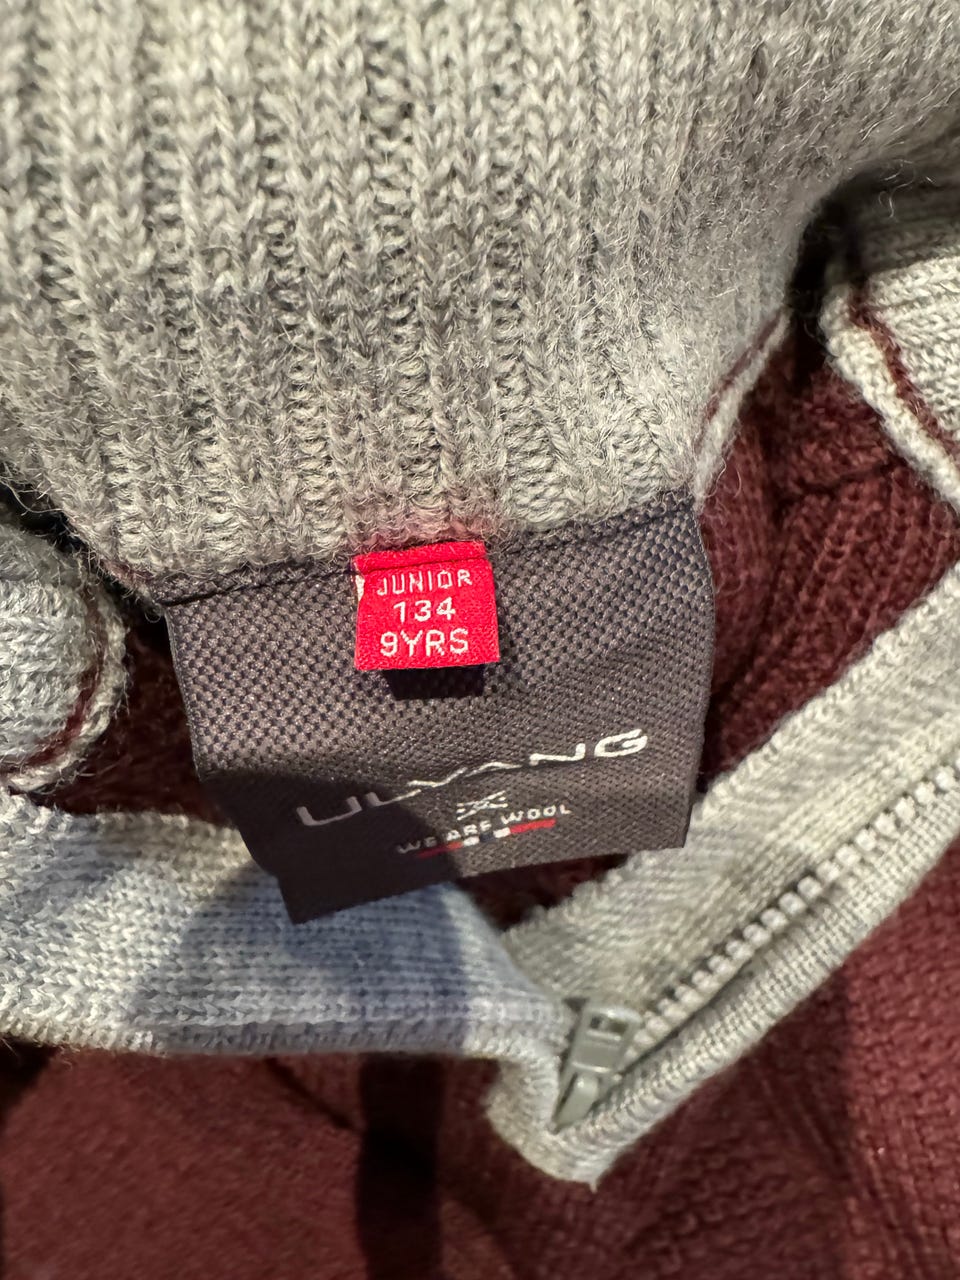 JUNIOR
134
9YRS
ULVANG
WE ARE WOOL